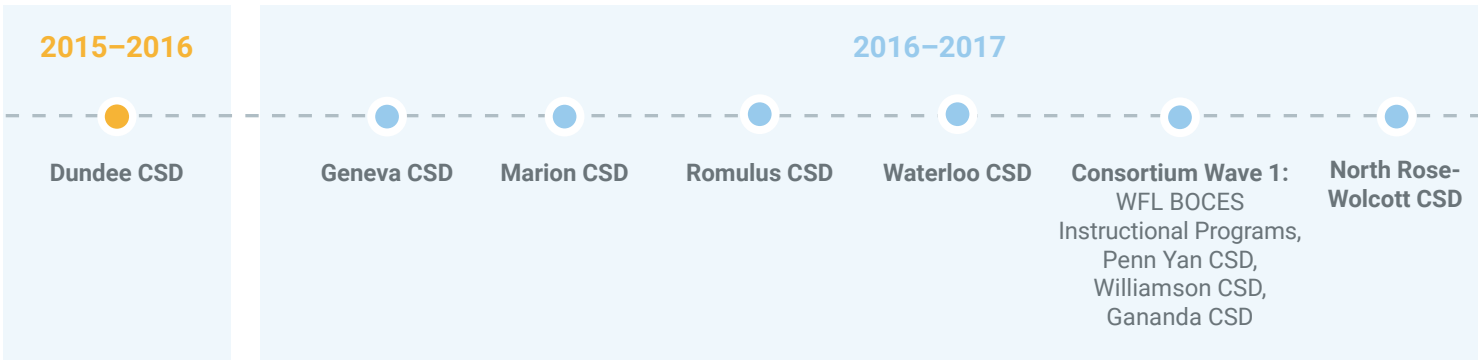 2015–2016
Dundee CSD
2016–2017
Geneva CSD
Marion CSD
Romulus CSD
Waterloo CSD
Consortium Wave 1:
WFL BOCES
Instructional Programs,
Penn Yan CSD,
Williamson CSD,
Gananda CSD
North Rose-
Wolcott CSD